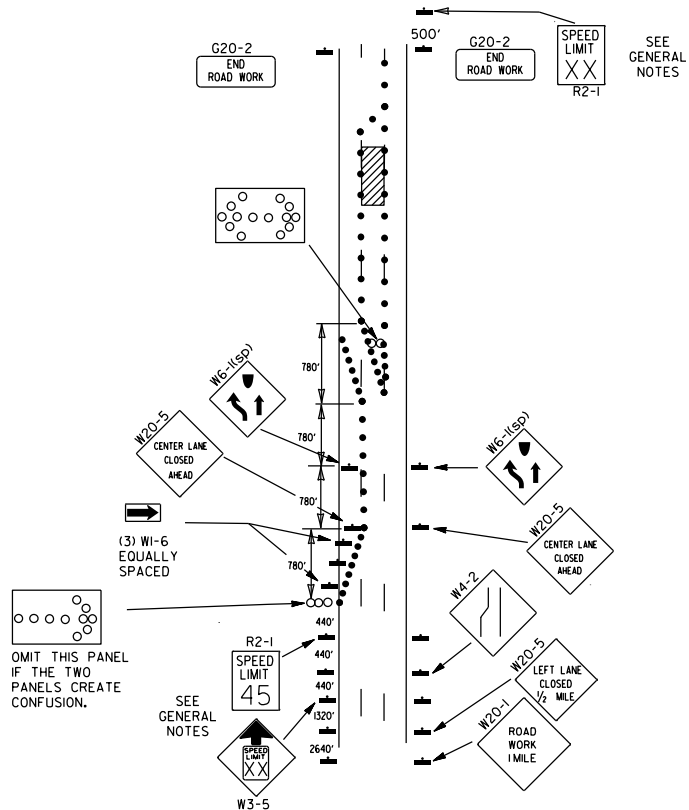 500'
G20-2
END
ROAD WORK
G20-2
END
ROAD WORK
SPEED
LIMIT
XX
R2-1
SEE
GENERAL
NOTES
W6-1(SP)
780'
W20-5
CENTER LANE
CLOSED
AHEAD
780'
W6-1(SP)
780'
(3) W1-6
EQUALLY
SPACED
780'
W20-5
CENTER LANE
CLOSED
AHEAD
OMIT THIS PANEL
IF THE TWO
PANELS CREATE
CONFUSION.
440'
R2-1
SPEED
LIMIT
45
440'
W4-2
440'
SEE
GENERAL
NOTES
SPEED
LIMIT
XX
W3-5
1320'
W20-5
LEFT LANE
CLOSED
1/2 MILE
2640'
W20-1
ROAD
WORK
1 MILE